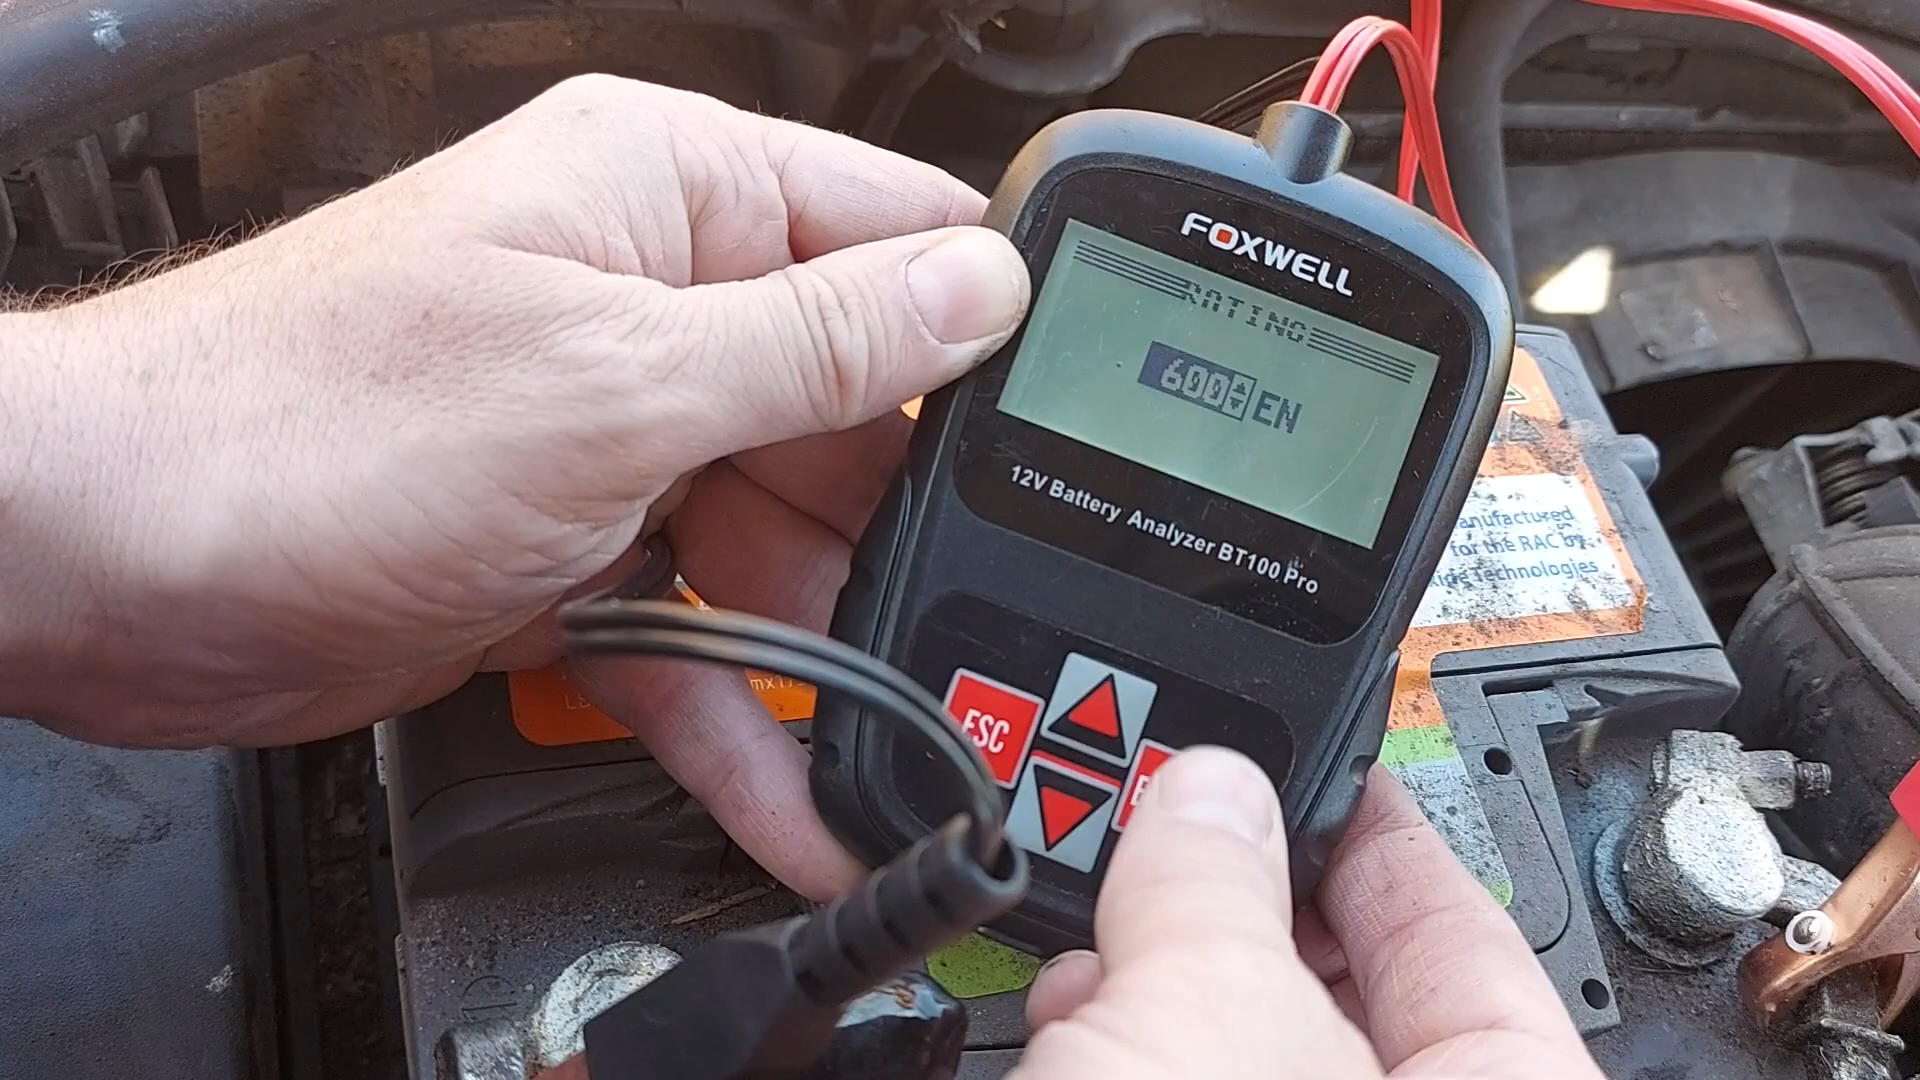 FOXWELL
RATING
600 EN
12V Battery Analyzer BT100 Pro
anufactured
for the RAC by
Technologies
ESC